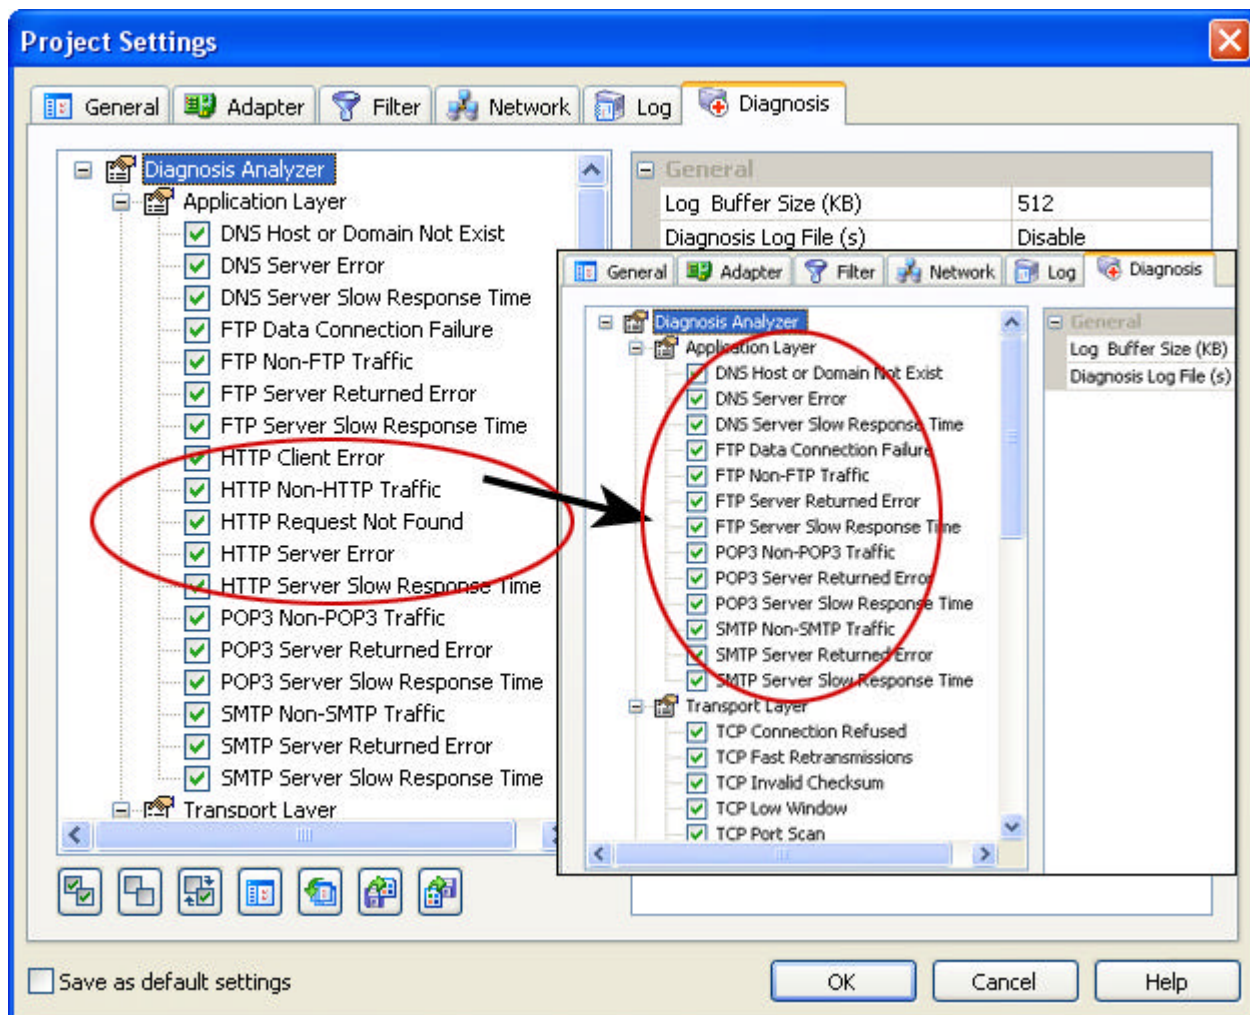 Project Settings
General Adapter Filter Network Log Diagnosis
Diagnosis Analyzer
Application Layer
DNS Host or Domain Not Exist
DNS Server Error
DNS Server Slow Response Time
FTP Data Connection Failure
FTP Non-FTP Traffic
FTP Server Returned Error
FTP Server Slow Response Time
HTTP Client Error
HTTP Non-HTTP Traffic
HTTP Request Not Found
HTTP Server Error
HTTP Server Slow Response Time
POP3 Non-POP3 Traffic
POP3 Server Returned Error
POP3 Server Slow Response Time
SMTP Non-SMTP Traffic
SMTP Server Returned Error
SMTP Server Slow Response Time
Transport Layer
General
Log Buffer Size (KB) 512
Diagnosis Log File (s) Disable
General Adapter Filter Network Log Diagnosis
Diagnosis Analyzer
Application Layer
DNS Host or Domain Not Exist
DNS Server Error
DNS Server Slow Response Time
FTP Data Connection Failure
FTP Non-FTP Traffic
FTP Server Returned Error
FTP Server Slow Response Time
POP3 Non-POP3 Traffic
POP3 Server Returned Error
POP3 Server Slow Response Time
SMTP Non-SMTP Traffic
SMTP Server Returned Error
SMTP Server Slow Response Time
Transport Layer
TCP Connection Refused
TCP Fast Retransmissions
TCP Invalid Checksum
TCP Low Window
TCP Port Scan
General
Log Buffer Size (KB)
Diagnosis Log File (s)
Save as default settings
OK Cancel Help